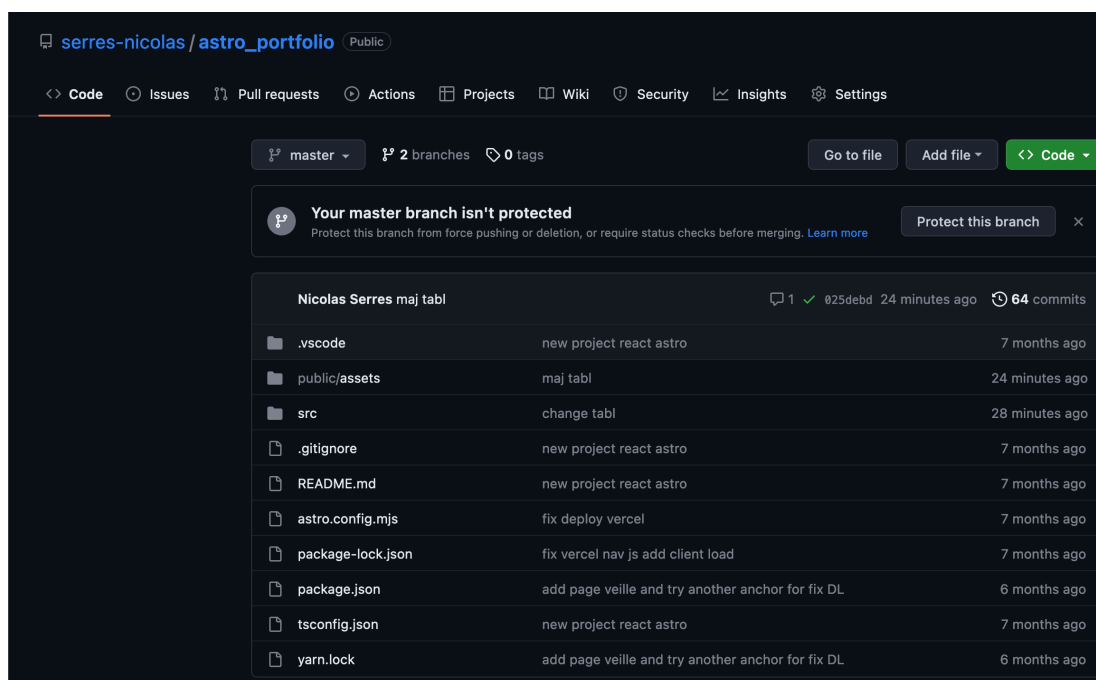 serres-nicolas / astro_portfolio Public
Code Issues Pull requests Actions Projects Wiki Security Insights Settings
master 2 branches 0 tags Go to file Add file Code
Your master branch isn't protected
Protect this branch from force pushing or deletion, or require status checks before merging. Learn more
Protect this branch
Nicolas Serres maj tabl 1 025debd 24 minutes ago 64 commits
.vscode new project react astro 7 months ago
public/assets maj tabl 24 minutes ago
src change tabl 28 minutes ago
.gitignore new project react astro 7 months ago
README.md new project react astro 7 months ago
astro.config.mjs fix deploy vercel 7 months ago
package-lock.json fix vercel nav js add client load 7 months ago
package.json add page veille and try another anchor for fix DL 6 months ago
tsconfig.json new project react astro 7 months ago
yarn.lock add page veille and try another anchor for fix DL 6 months ago